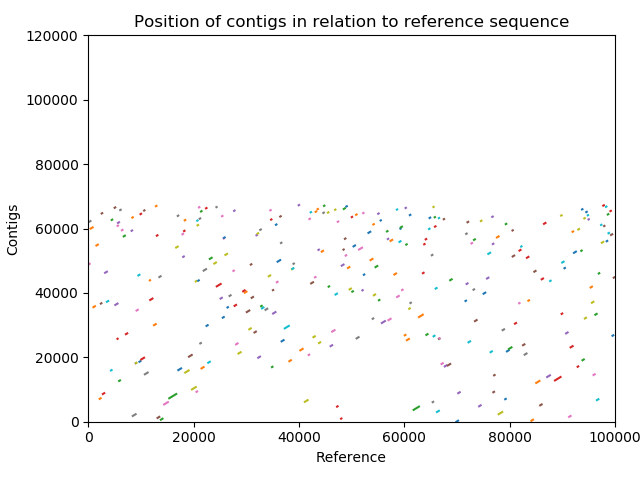 Position of contigs in relation to reference sequence
120000
100000
80000
60000
40000
20000
0
Contigs
0 20000 40000 60000 80000 100000
Reference